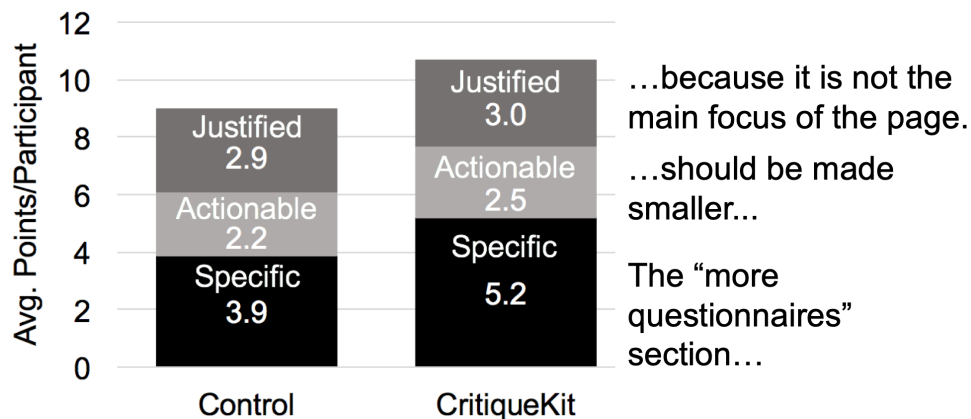 Avg. Points/Participant
12
10
8
6
4
2
0
Justified
2.9
Actionable
2.2
Specific
3.9
Control
Justified
3.0
Actionable
2.5
Specific
5.2
CritiqueKit
…because it is not the
main focus of the page.
…should be made
smaller...
The “more
questionnaires”
section…